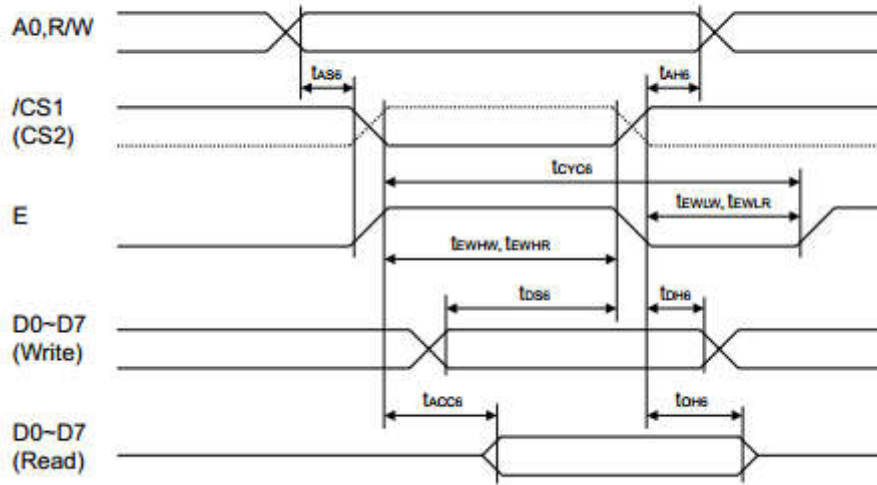 A0,R/W
tAS6
tAH6
/CS1
(CS2)
tCYC6
tEWLW, tEWLR
E
tEWHW, tEWHR
tDS6
tDH6
D0~D7
(Write)
tACC6
tOH6
D0~D7
(Read)